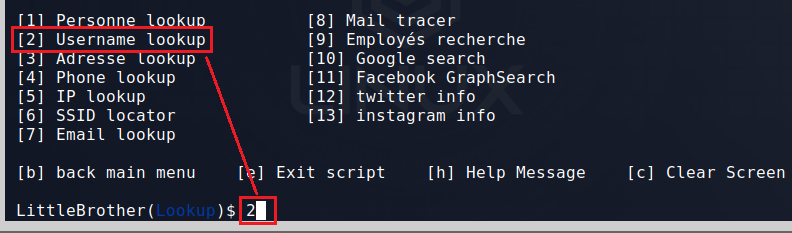 [1] Personne lookup [8] Mail tracer
[2] Username lookup [9] Employés recherche
[3] Adresse lookup [10] Google search
[4] Phone lookup [11] Facebook GraphSearch
[5] IP lookup [12] twitter info
[6] SSID locator [13] instagram info
[7] Email lookup
[b] back main menu [e] Exit script [h] Help Message [c] Clear Screen
LittleBrother(Lookup)$ 2